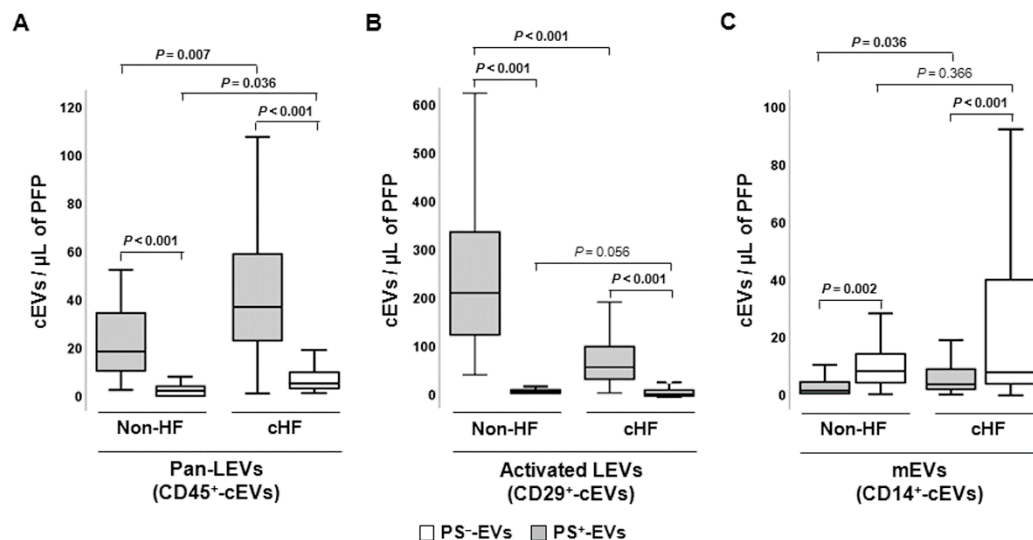 A
P = 0.007
P = 0.036
P < 0.001
P < 0.001
cEVs / µL of PFP
120
100
80
60
40
20
0
Non-HF
cHF
Pan-LEVs
(CD45⁺-cEVs)
B
P < 0.001
P < 0.001
P = 0.056
P < 0.001
cEVs / µL of PFP
600
500
400
300
200
100
0
Non-HF
cHF
Activated LEVs
(CD29⁺-cEVs)
C
P = 0.036
P = 0.366
P < 0.001
P = 0.002
cEVs / µL of PFP
100
80
60
40
20
0
Non-HF
cHF
mEVs
(CD14⁺-cEVs)
PS⁻-EVs PS⁺-EVs